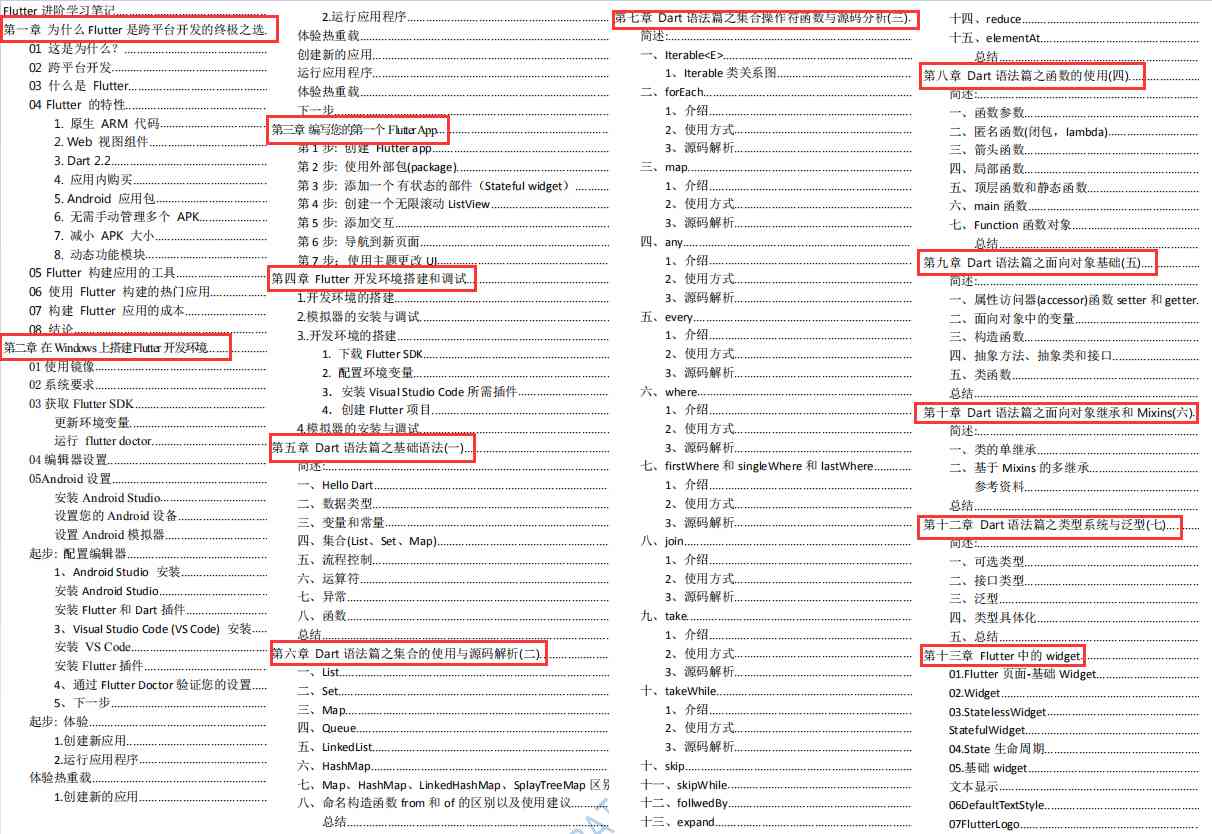 Flutter 进阶学习笔记
第一章 为什么 Flutter 是跨平台开发的终极之选
01 这是为什么?
02 跨平台开发
03 什么是 Flutter
04 Flutter 的特性
1. 原生 ARM 代码
2. Web 视图组件
3. Dart 2.2
4. 应用内购买
5. Android 应用包
6. 无需手动管理多个 APK
7. 减小 APK 大小
8. 动态功能模块
05 Flutter 构建应用的工具
06 使用 Flutter 构建的热门应用
07 构建 Flutter 应用的成本
08 结论
第二章 在 Windows 上搭建 Flutter 开发环境
01 使用镜像
02 系统要求
03 获取 Flutter SDK
更新环境变量
运行 flutter doctor
04 编辑器设置
05Android 设置
安装 Android Studio
设置您的 Android 设备
设置 Android 模拟器
起步: 配置编辑器
1、Android Studio 安装
安装 Android Studio
安装 Flutter 和 Dart 插件
3、Visual Studio Code (VS Code) 安装
安装 VS Code
安装 Flutter 插件
4、通过 Flutter Doctor 验证您的设置
5、下一步
起步: 体验
1.创建新应用
2.运行应用程序
体验热重载
1.创建新的应用
2.运行应用程序
体验热重载
创建新的应用
运行应用程序
体验热重载
下一步
第三章 编写您的第一个 Flutter App
第 1 步: 创建 Flutter app
第 2 步: 使用外部包(package)
第 3 步: 添加一个 有状态的部件（Stateful widget）
第 4 步: 创建一个无限滚动 ListView
第 5 步: 添加交互
第 6 步: 导航到新页面
第 7 步: 使用主题更改 UI
第四章 Flutter 开发环境搭建和调试
1.开发环境的搭建
2.模拟器的安装与调试
3.开发环境的搭建
1. 下载 Flutter SDK
2. 配置环境变量
3. 安装 Visual Studio Code 所需插件
4. 创建 Flutter 项目
4.模拟器的安装与调试
第五章 Dart 语法篇之基础语法(一)
简述:
一、Hello Dart
二、数据类型
三、变量和常量
四、集合(List、Set、Map)
五、流程控制
六、运算符
七、异常
八、函数
总结
第六章 Dart 语法篇之集合的使用与源码解析(二)
一、List
二、Set
三、Map
四、Queue
五、LinkedList
六、HashMap
七、Map、HashMap、LinkedHashMap、SplayTreeMap 区别
八、命名构造函数 from 和 of 的区别以及使用建议
总结
第七章 Dart 语法篇之集合操作符函数与源码分析(三)
简述:
一、Iterable<E>
1、Iterable 类关系图
二、forEach
1、介绍
2、使用方式
3、源码解析
三、map
1、介绍
2、使用方式
3、源码解析
四、any
1、介绍
2、使用方式
3、源码解析
五、every
1、介绍
2、使用方式
3、源码解析
六、where
1、介绍
2、使用方式
3、源码解析
七、firstWhere 和 singleWhere 和 lastWhere
1、介绍
2、使用方式
3、源码解析
八、join
1、介绍
2、使用方式
3、源码解析
九、take
1、介绍
2、使用方式
3、源码解析
十、takeWhile
1、介绍
2、使用方式
3、源码解析
十、skip
十一、skipWhile
十二、follwedBy
十三、expand
十四、reduce
十五、elementAt
总结
第八章 Dart 语法篇之函数的使用(四)
简述:
一、函数参数
二、匿名函数(闭包，lambda)
三、箭头函数
四、局部函数
五、顶层函数和静态函数
六、main 函数
七、Function 函数对象
总结
第九章 Dart 语法篇之面向对象基础(五)
简述:
一、属性访问器(accessor)函数 setter 和 getter
二、面向对象中的变量
三、构造函数
四、抽象方法、抽象类和接口
五、类函数
总结
第十章 Dart 语法篇之面向对象继承和 Mixins(六)
简述:
一、类的单继承
二、基于 Mixins 的多继承
参考资料
总结
第十二章 Dart 语法篇之类型系统与泛型(七)
简述:
一、可选类型
二、接口类型
三、泛型
四、类型具体化
五、总结
第十三章 Flutter 中的 widget
01.Flutter 页面-基础 Widget
02.Widget
03.StatelessWidget
StatefulWidget
04.State 生命周期
05.基础 widget
文本显示
06DefaultTextStyle
07FlutterLogo